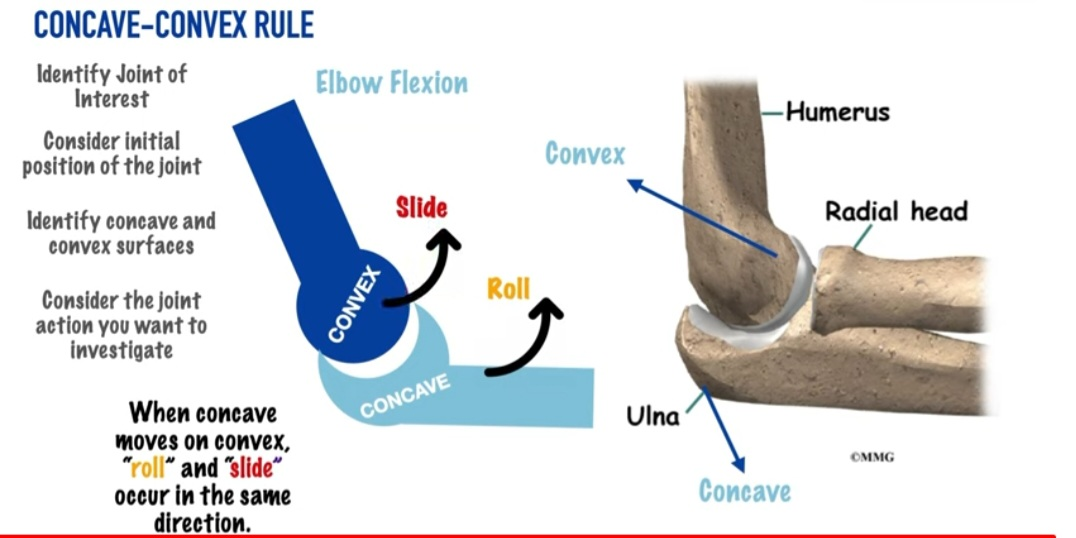 CONCAVE-CONVEX RULE
Identify Joint of
Interest
Consider initial
position of the joint
Identify concave and
convex surfaces
Consider the joint
action you want to
investigate
When concave
moves on convex,
"roll" and "slide"
occur in the same
direction.
Elbow Flexion
Slide
Roll
CONVEX
CONCAVE
Humerus
Convex
Radial head
Ulna
©MMG
Concave